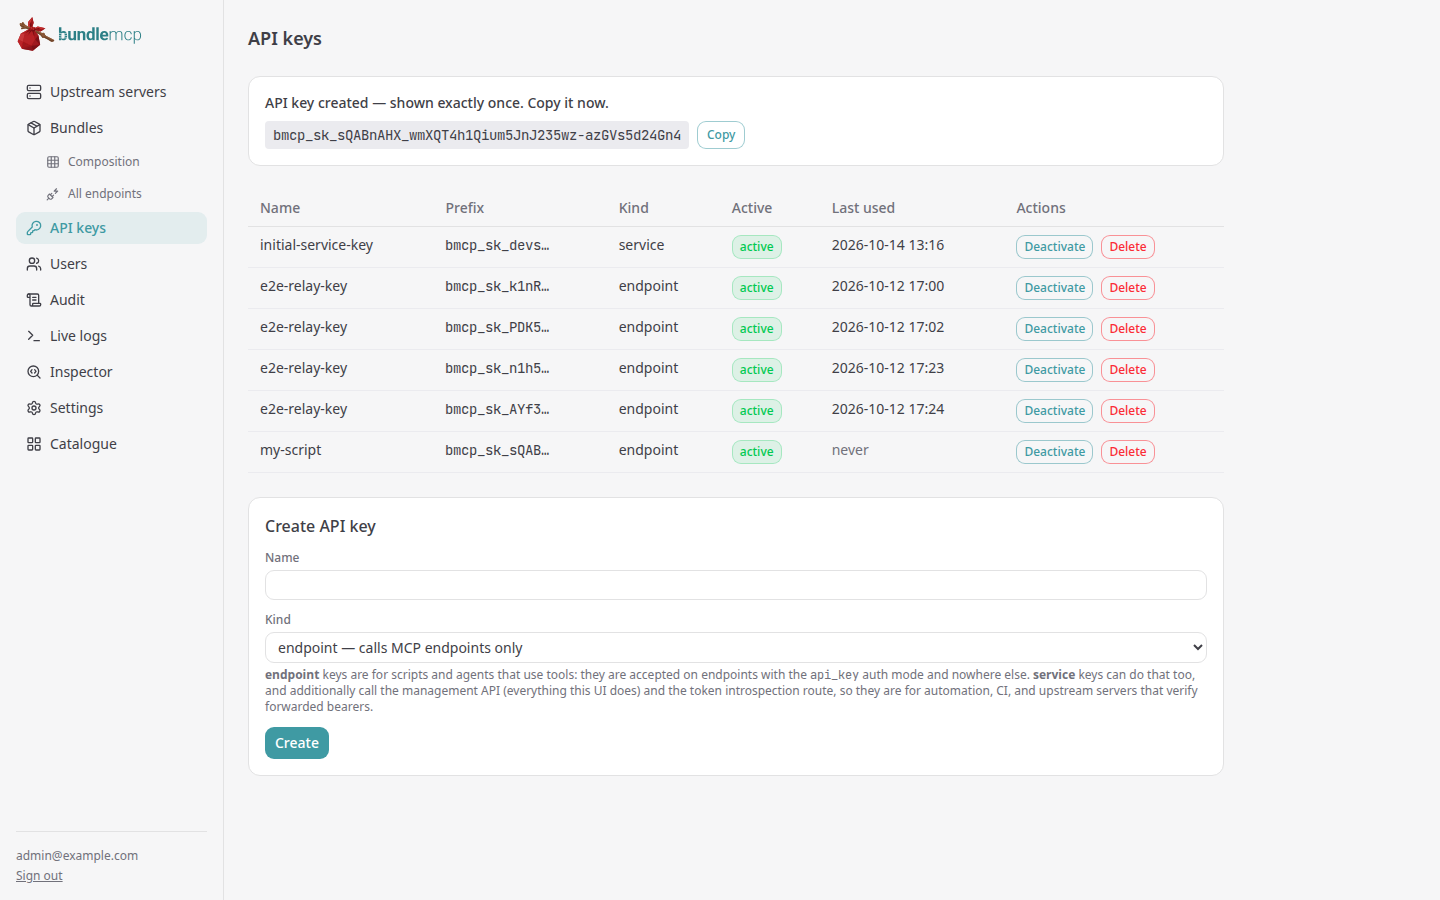 bundlemcp
Upstream servers
Bundles
Composition
All endpoints
API keys
Users
Audit
Live logs
Inspector
Settings
Catalogue
admin@example.com
Sign out
API keys
API key created — shown exactly once. Copy it now.
bmcp_sk_sQABnAHX_wmXQT4h1Qium5JnJ235wz-azGVs5d24Gn4 Copy
Name Prefix Kind Active Last used Actions
initial-service-key bmcp_sk_devs… service active 2026-10-14 13:16 Deactivate Delete
e2e-relay-key bmcp_sk_k1nR… endpoint active 2026-10-12 17:00 Deactivate Delete
e2e-relay-key bmcp_sk_PDK5… endpoint active 2026-10-12 17:02 Deactivate Delete
e2e-relay-key bmcp_sk_n1h5… endpoint active 2026-10-12 17:23 Deactivate Delete
e2e-relay-key bmcp_sk_AYf3… endpoint active 2026-10-12 17:24 Deactivate Delete
my-script bmcp_sk_sQAB… endpoint active never Deactivate Delete
Create API key
Name
Kind
endpoint — calls MCP endpoints only
endpoint keys are for scripts and agents that use tools: they are accepted on endpoints with the api_key auth mode and nowhere else. service keys can do that too,
and additionally call the management API (everything this UI does) and the token introspection route, so they are for automation, CI, and upstream servers that verify
forwarded bearers.
Create